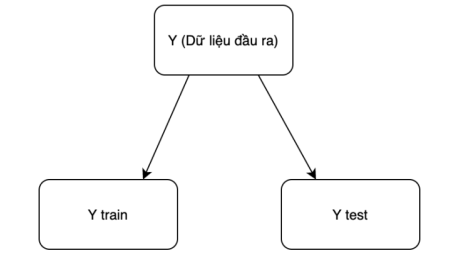 Y (Dữ liệu đầu ra)
Y train
Y test